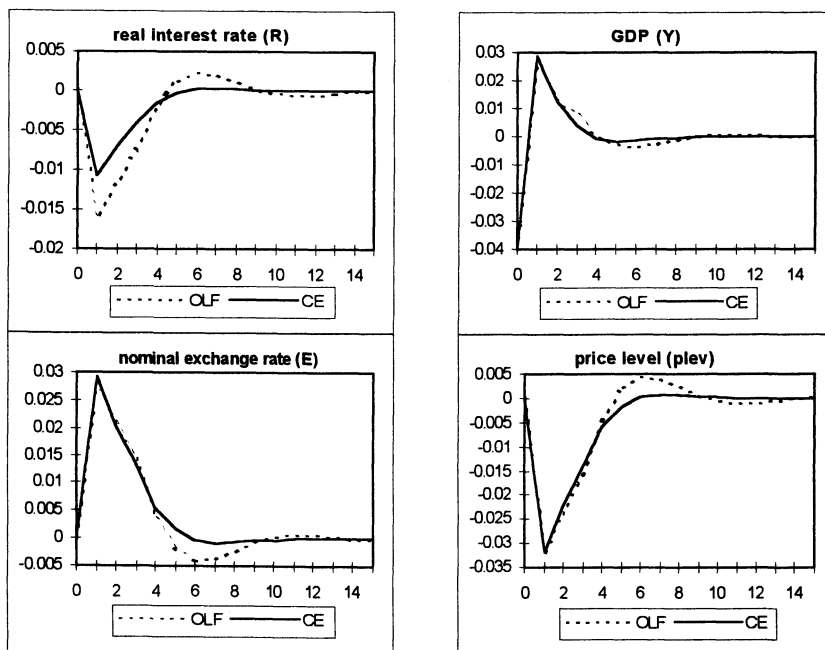 real interest rate (R)
0.005
0
-0.005
-0.01
-0.015
-0.02
0 2 4 6 8 10 12 14
OLF CE
GDP (Y)
0.03
0.02
0.01
0
-0.01
-0.02
-0.03
-0.04
0 2 4 6 8 10 12 14
OLF CE
nominal exchange rate (E)
0.03
0.025
0.02
0.015
0.01
0.005
0
-0.005
0 2 4 6 8 10 12 14
OLF CE
price level (plev)
0.005
0
-0.005
-0.01
-0.015
-0.02
-0.025
-0.03
-0.035
0 2 4 6 8 10 12 14
OLF CE